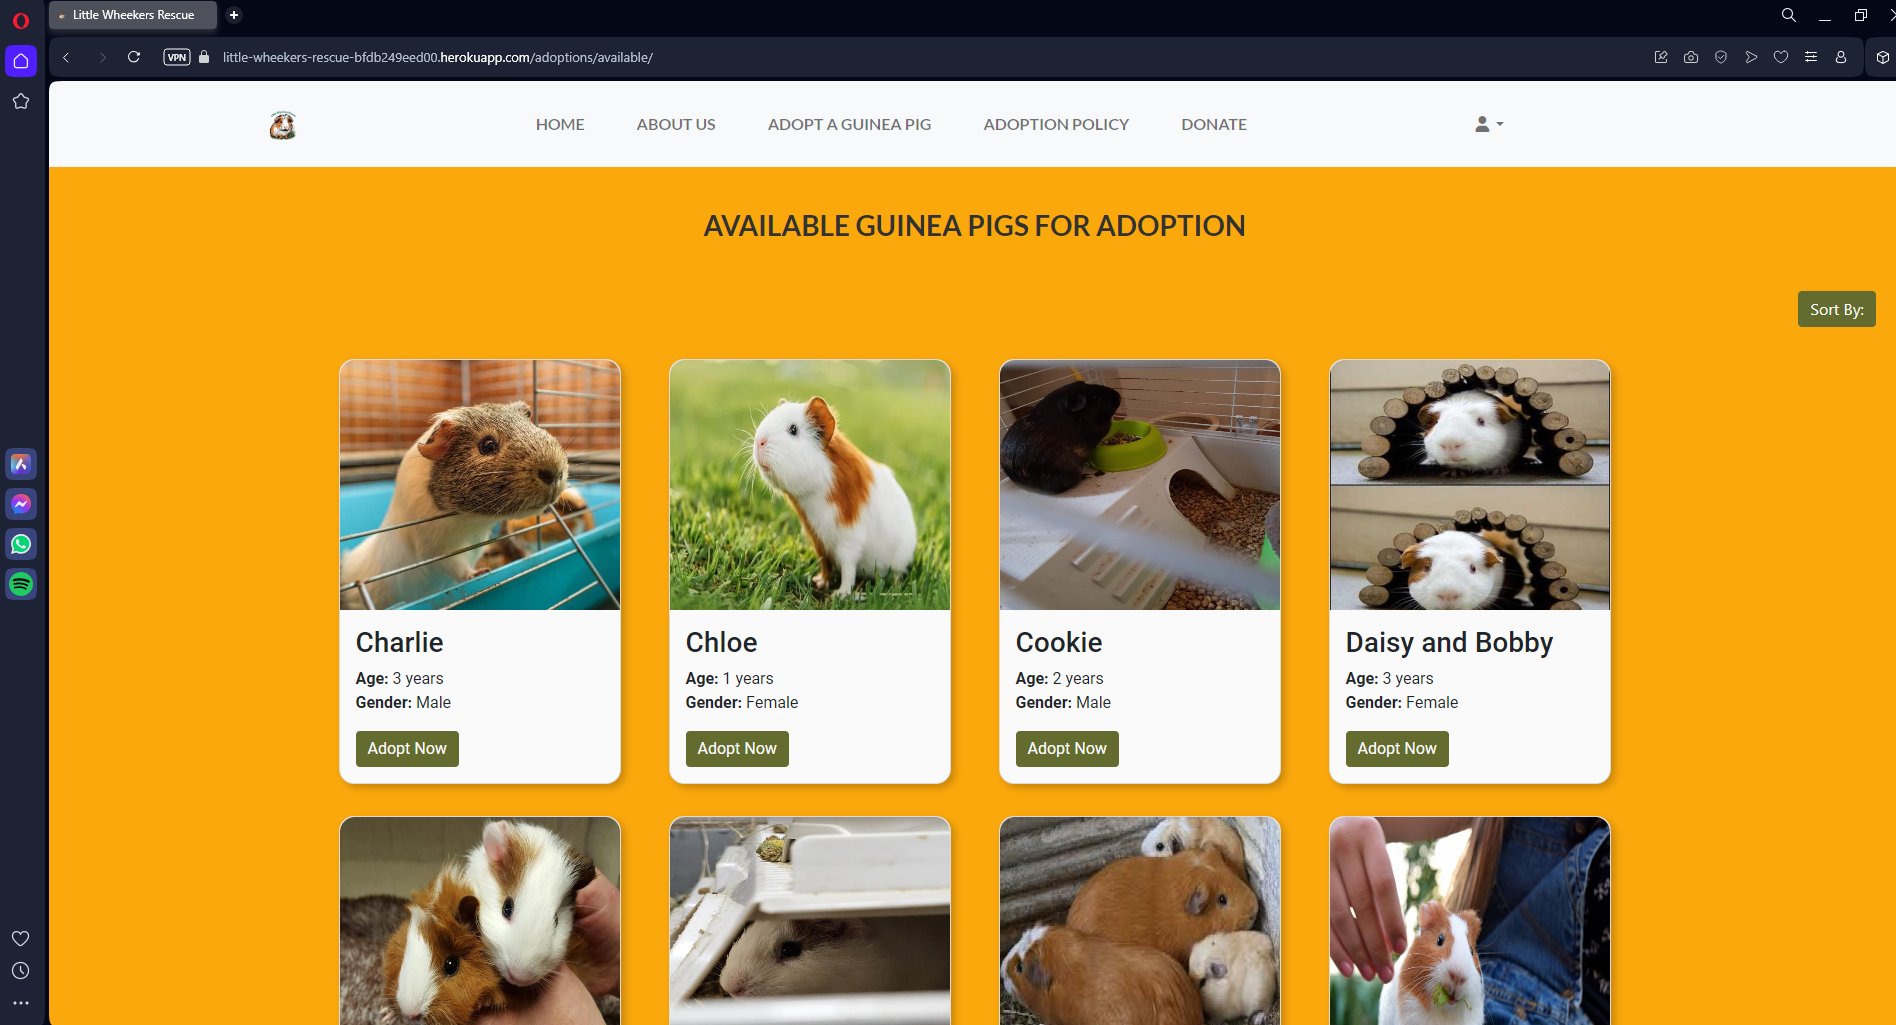 Little Wheekers Rescue
VPN
little-wheekers-rescue-bfdb249eed00.herokuapp.com/adoptions/available/
HOME
ABOUT US
ADOPT A GUINEA PIG
ADOPTION POLICY
DONATE
AVAILABLE GUINEA PIGS FOR ADOPTION
Sort By:
Charlie
Age: 3 years
Gender: Male
Adopt Now
Chloe
Age: 1 years
Gender: Female
Adopt Now
Cookie
Age: 2 years
Gender: Male
Adopt Now
Daisy and Bobby
Age: 3 years
Gender: Female
Adopt Now